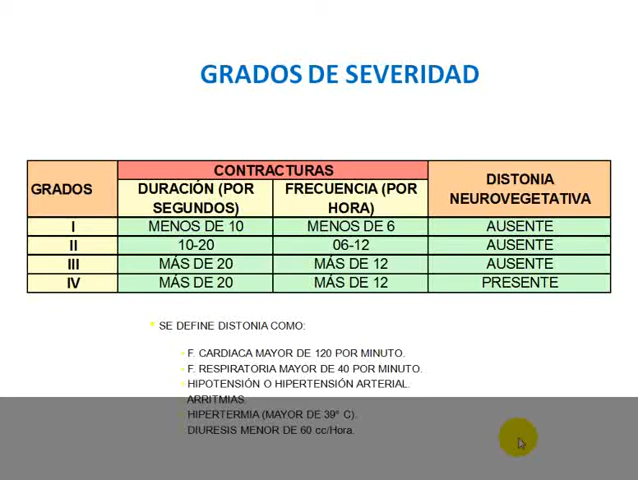 GRADOS DE SEVERIDAD
GRADOS
CONTRACTURAS
DISTONIA
NEUROVEGETATIVA
DURACIÓN (POR
SEGUNDOS)
FRECUENCIA (POR
HORA)
I MENOS DE 10 MENOS DE 6 AUSENTE
II 10-20 06-12 AUSENTE
III MÁS DE 20 MÁS DE 12 AUSENTE
IV MÁS DE 20 MÁS DE 12 PRESENTE
SE DEFINE DISTONIA COMO:
F. CARDIACA MAYOR DE 120 POR MINUTO.
F. RESPIRATORIA MAYOR DE 40 POR MINUTO.
HIPOTENSIÓN O HIPERTENSIÓN ARTERIAL.
ARRITMIAS.
HIPERTERMIA (MAYOR DE 39° C).
DIURESIS MENOR DE 60 cc/Hora.